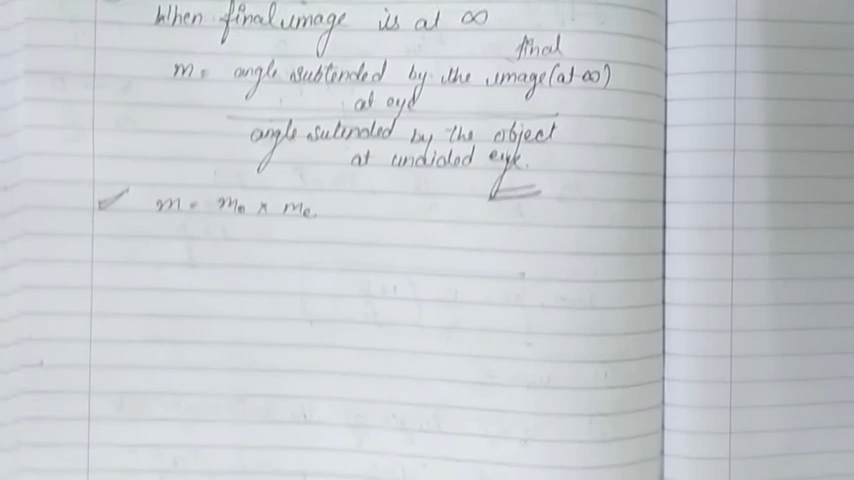 When final image is at ∞
final
m = angle subtended by the image (at ∞)
at eye
angle subtended by the object
at undided eye.
✓ m = m₀ × me